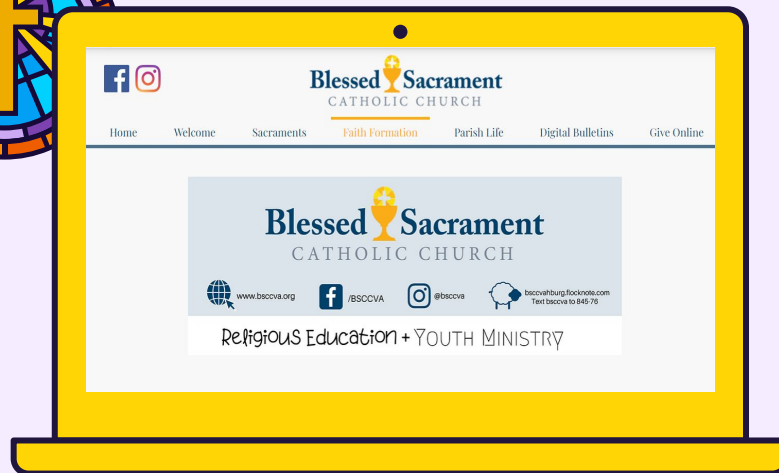 Blessed Sacrament
CATHOLIC CHURCH
Home Welcome Sacraments Faith Formation Parish Life Digital Bulletins Give Online
Blessed Sacrament
CATHOLIC CHURCH
www.bsccva.org /BSCCVA @bsccva bsccvahburg.flocknote.com
Text bsccva to 845-76
Religious Education + YOUTH MINISTRY